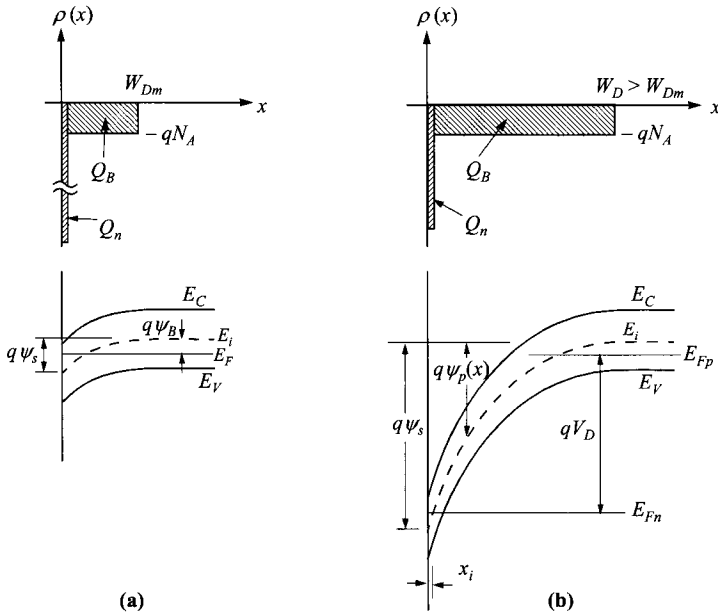 ρ(x)
W_Dm
x
−qN_A
Q_B
Q_n
E_C
qψ_B
E_i
E_F
qψ_s
E_V
(a)
ρ(x)
W_D > W_Dm
x
−qN_A
Q_B
Q_n
E_C
E_i
E_Fp
qψ_p(x)
E_V
qψ_s
qV_D
E_Fn
x_i
(b)